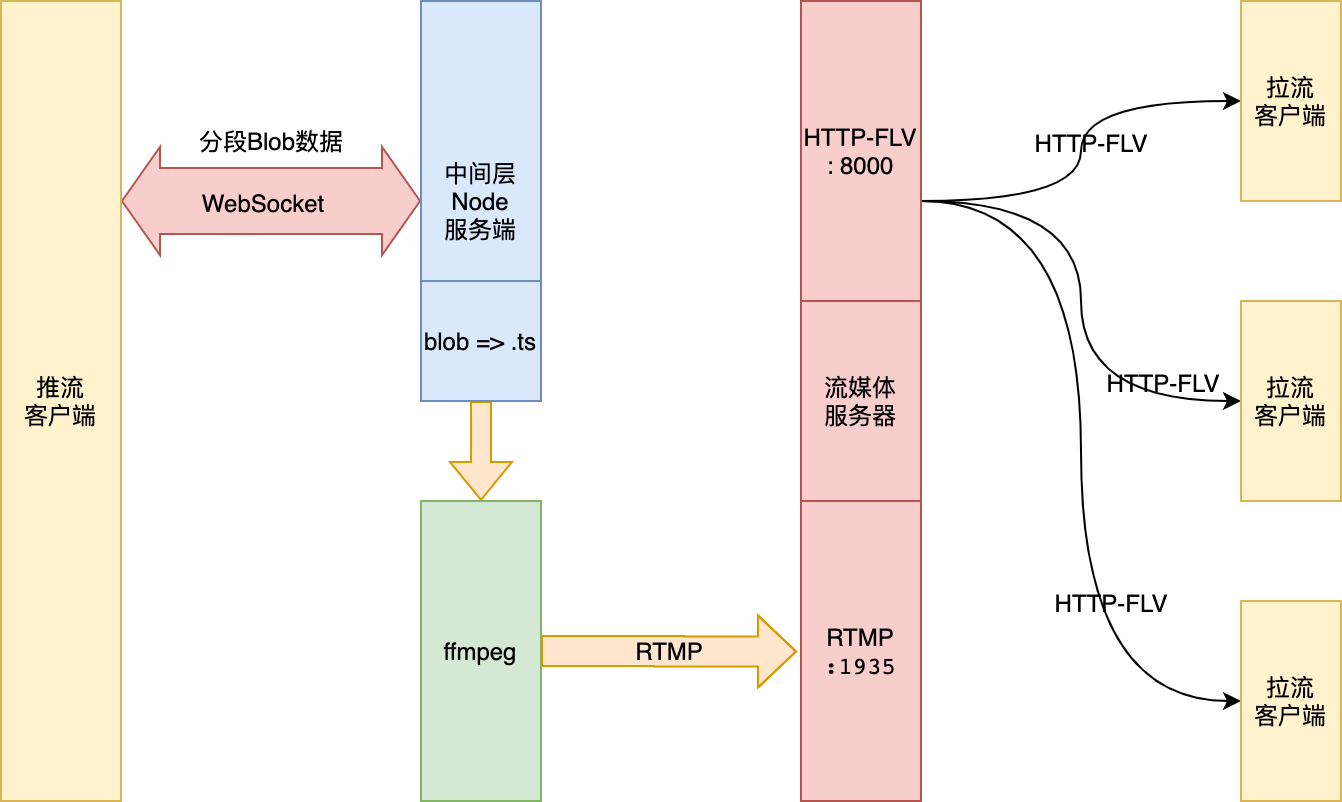 推流
客户端
分段Blob数据
WebSocket
中间层
Node
服务端
blob => .ts
ffmpeg
RTMP
HTTP-FLV
: 8000
流媒体
服务器
RTMP
:1935
HTTP-FLV
HTTP-FLV
HTTP-FLV
拉流
客户端
拉流
客户端
拉流
客户端